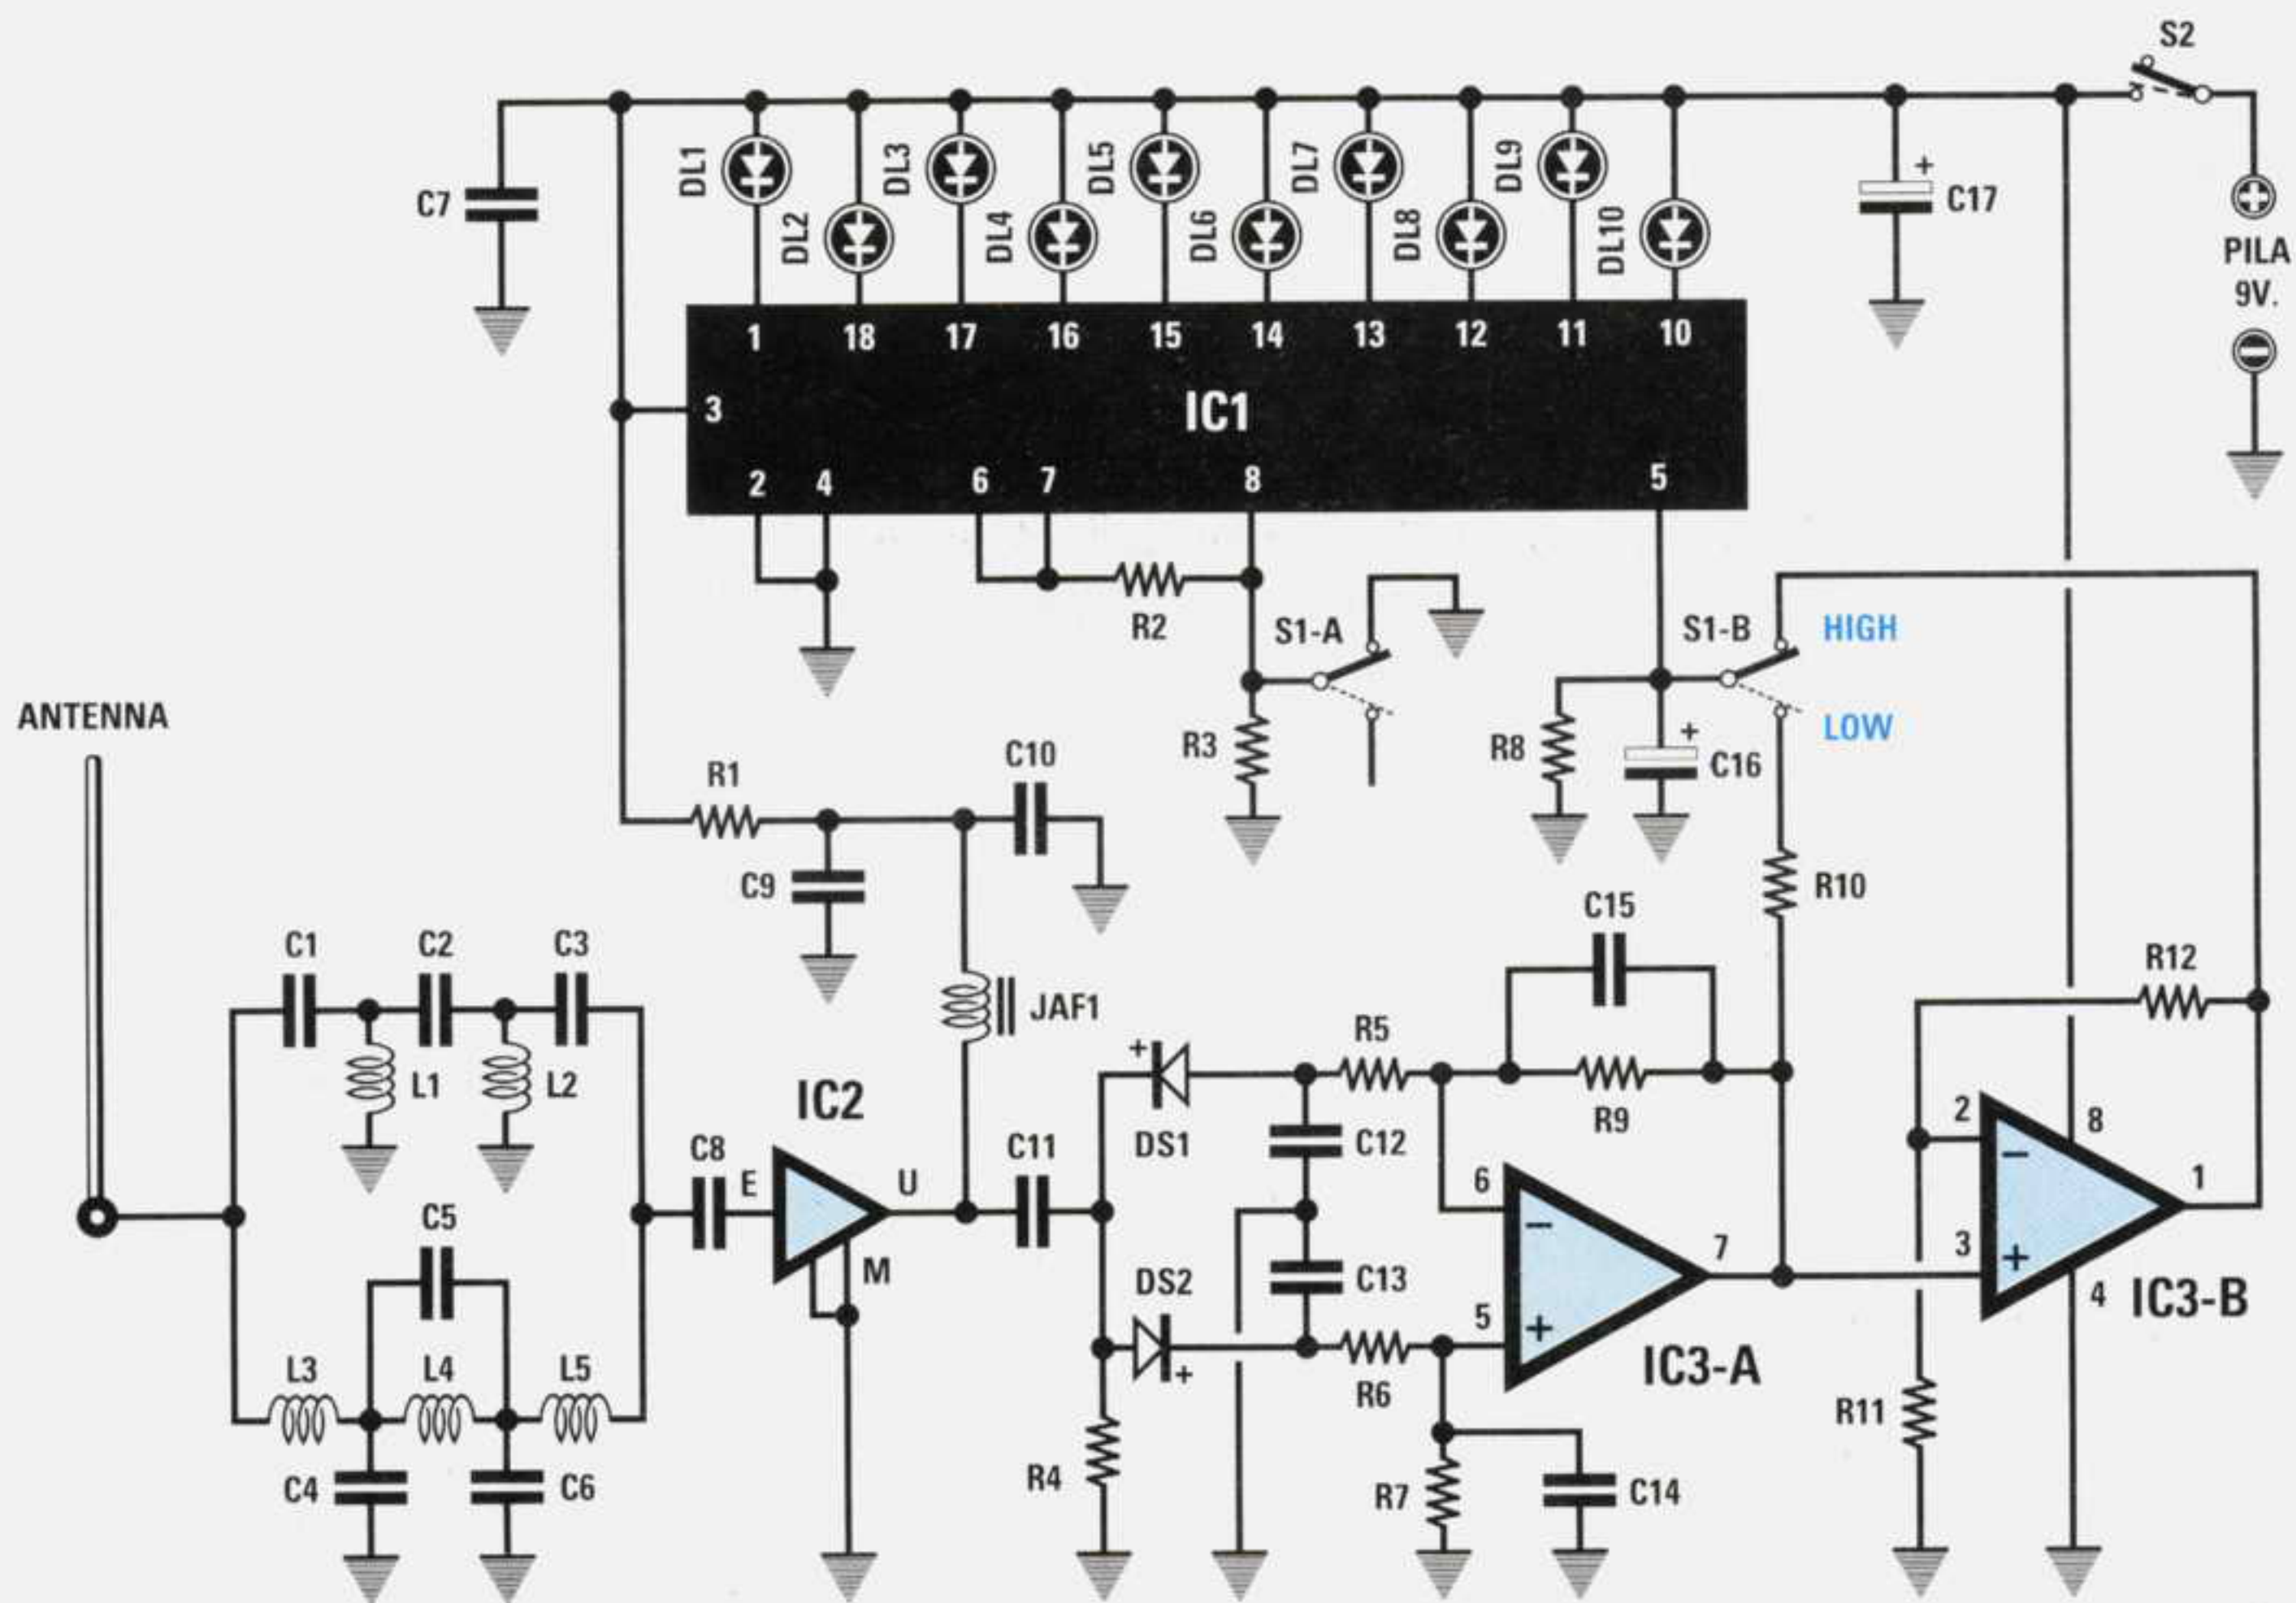 S2
C7
DL1
DL2
DL3
DL4
DL5
DL6
DL7
DL8
DL9
DL10
+
C17
PILA
9V.
1 18 17 16 15 14 13 12 11 10
3
IC1
2 4 6 7 8 5
R2
S1-A
S1-B
HIGH
LOW
ANTENNA
R3
R8
+
C16
R1
C10
C9
R10
C15
C1
C2
C3
R12
JAF1
L1
L2
IC2
+
DS1
R5
R9
C12
2
8
C8
E
U
C11
6
−
−
1
C5
M
DS2
C13
7
3
+
IC3-B
5
+
4
L3
L4
L5
+
R6
IC3-A
R11
C4
C6
R4
R7
C14